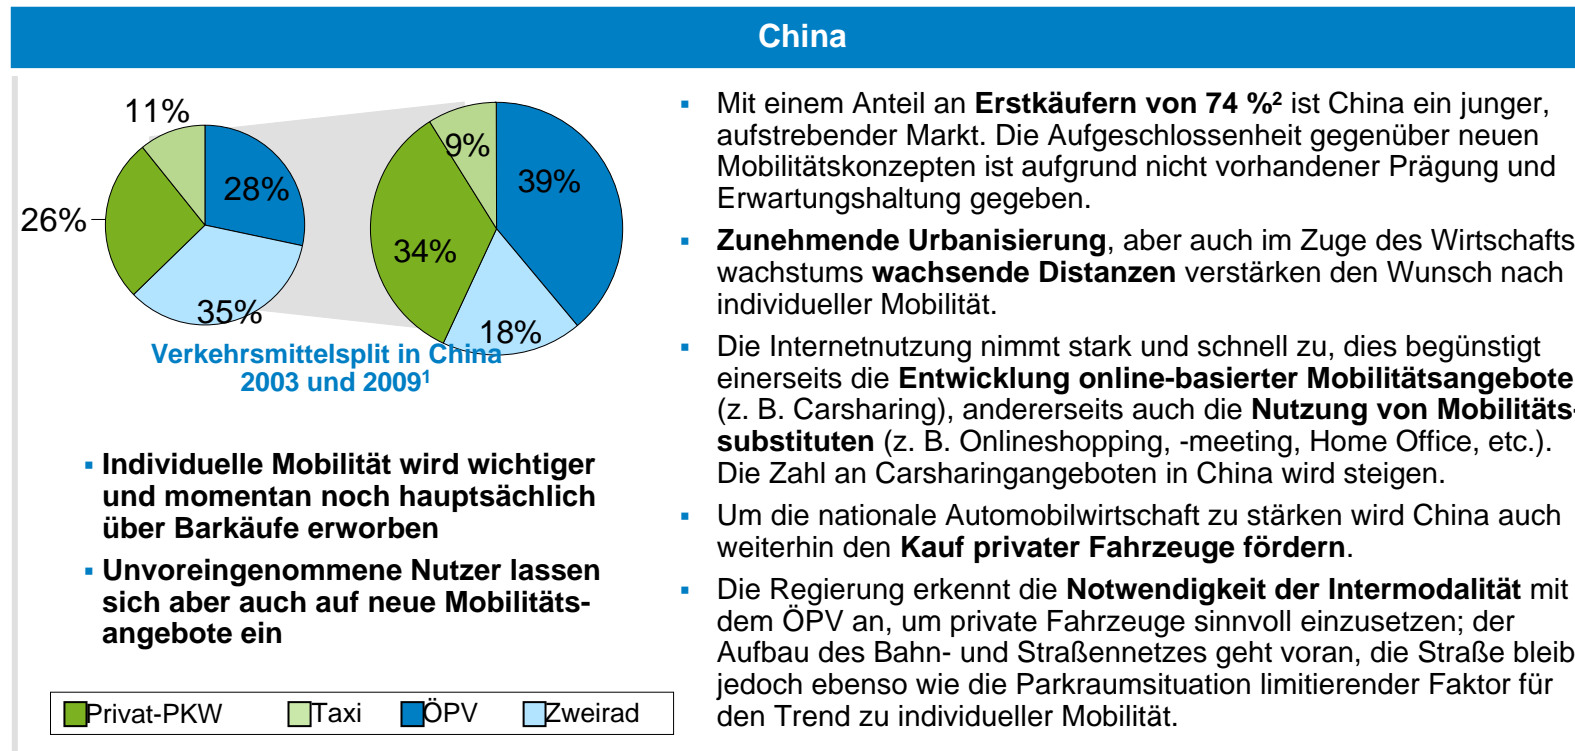 China
11%
28%
26%
35%
9%
39%
34%
18%
Verkehrsmittelsplit in China
2003 und 2009¹
▪ Individuelle Mobilität wird wichtiger
und momentan noch hauptsächlich
über Barkäufe erworben
▪ Unvoreingenommene Nutzer lassen
sich aber auch auf neue Mobilitäts-
angebote ein
Privat-PKW Taxi ÖPV Zweirad
▪ Mit einem Anteil an Erstkäufern von 74 %² ist China ein junger,
aufstrebender Markt. Die Aufgeschlossenheit gegenüber neuen
Mobilitätskonzepten ist aufgrund nicht vorhandener Prägung und
Erwartungshaltung gegeben.
▪ Zunehmende Urbanisierung, aber auch im Zuge des Wirtschafts
wachstums wachsende Distanzen verstärken den Wunsch nach
individueller Mobilität.
▪ Die Internetnutzung nimmt stark und schnell zu, dies begünstigt
einerseits die Entwicklung online-basierter Mobilitätsangebote
(z. B. Carsharing), andererseits auch die Nutzung von Mobilitäts-
substituten (z. B. Onlineshopping, -meeting, Home Office, etc.).
Die Zahl an Carsharingangeboten in China wird steigen.
▪ Um die nationale Automobilwirtschaft zu stärken wird China auch
weiterhin den Kauf privater Fahrzeuge fördern.
▪ Die Regierung erkennt die Notwendigkeit der Intermodalität mit
dem ÖPV an, um private Fahrzeuge sinnvoll einzusetzen; der
Aufbau des Bahn- und Straßennetzes geht voran, die Straße bleib
jedoch ebenso wie die Parkraumsituation limitierender Faktor für
den Trend zu individueller Mobilität.